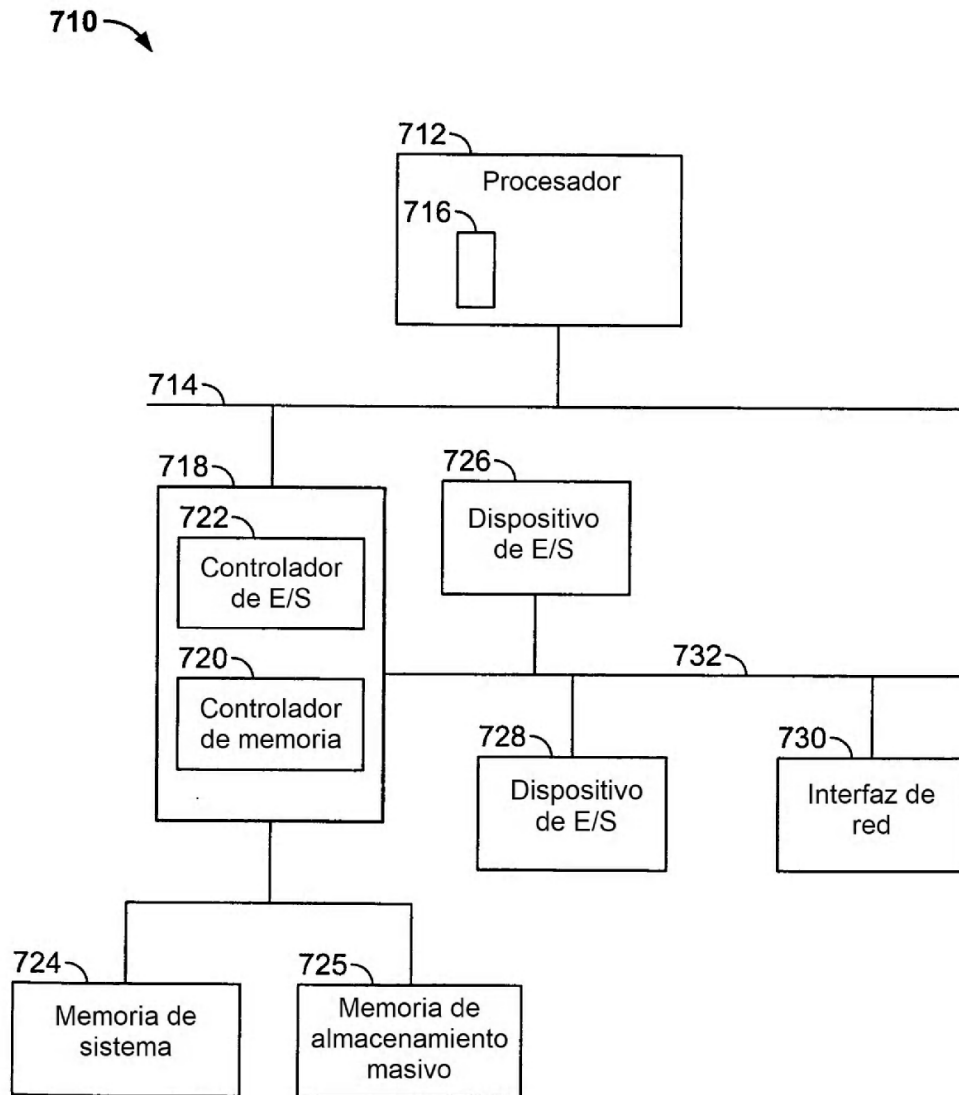 710
712
Procesador
716
714
718
722
Controlador
de E/S
720
Controlador
de memoria
726
Dispositivo
de E/S
732
728
Dispositivo
de E/S
730
Interfaz de
red
724
Memoria de
sistema
725
Memoria de
almacenamiento
masivo